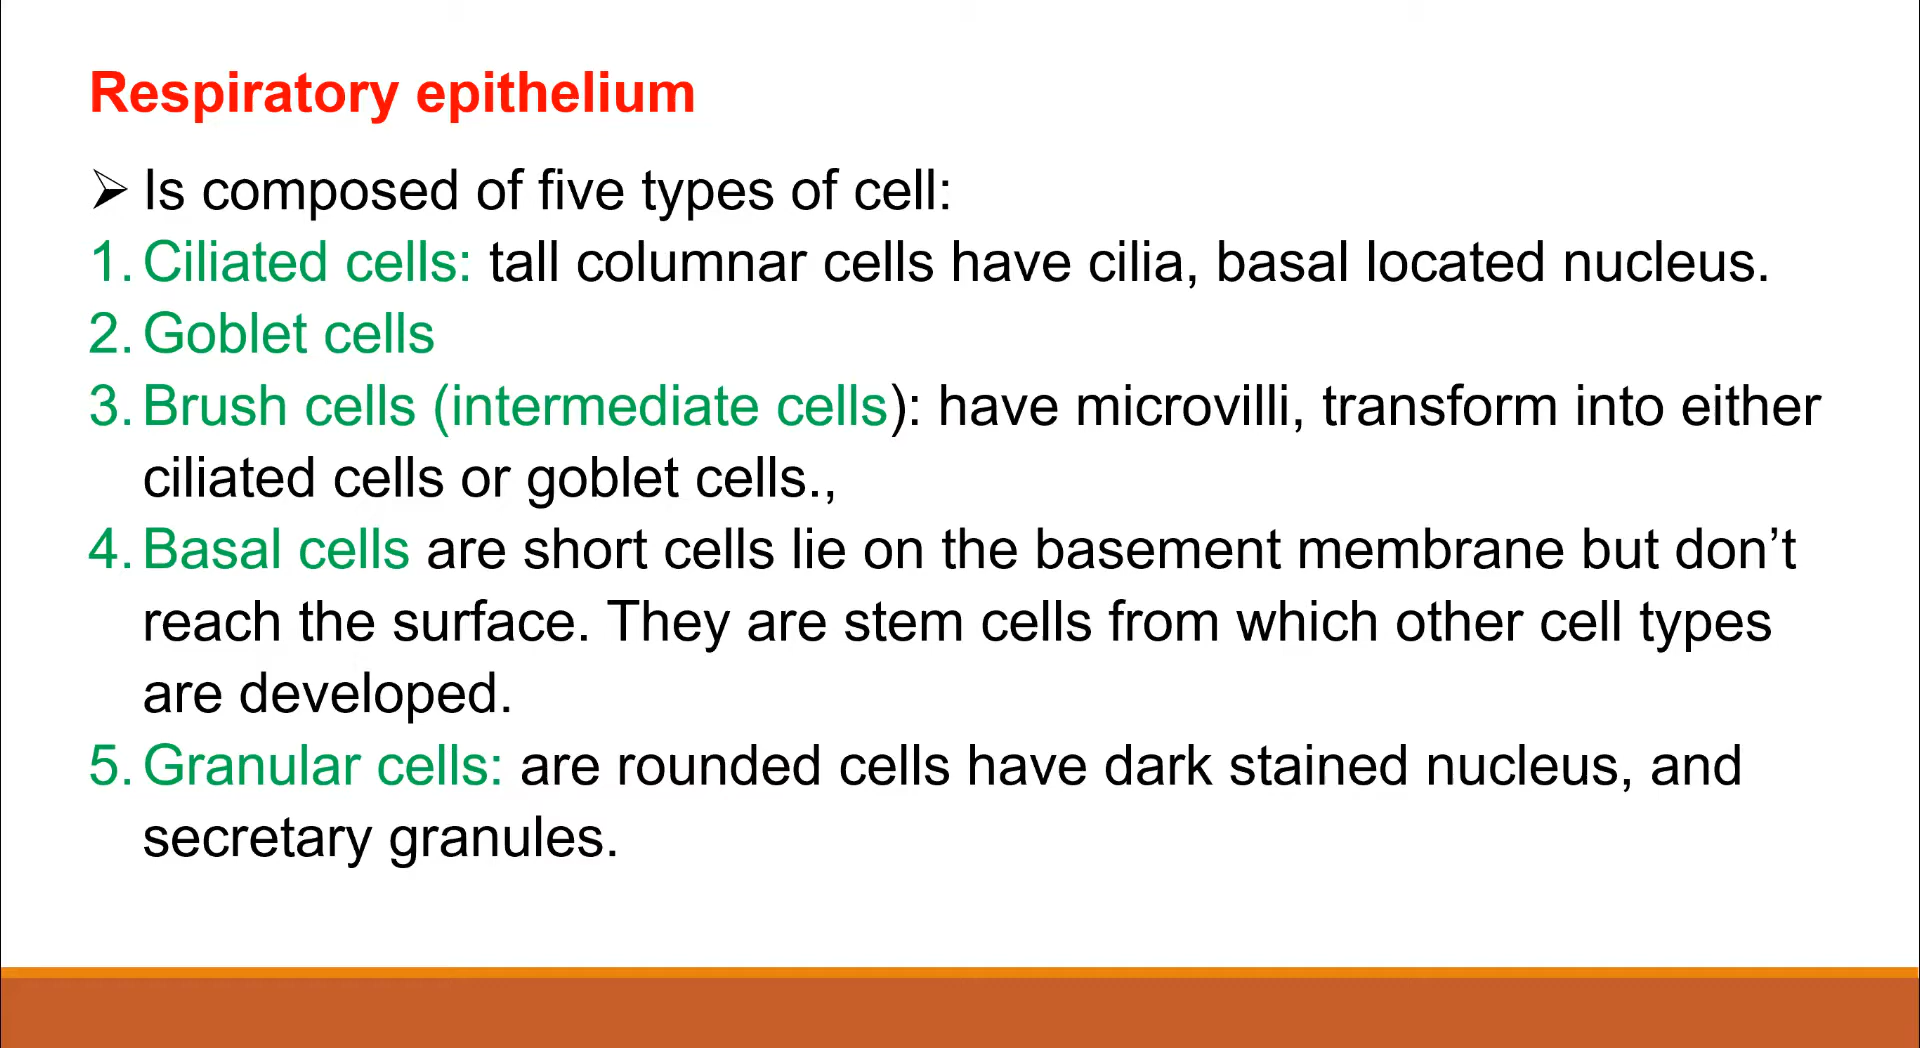 Respiratory epithelium
➢ Is composed of five types of cell:
1. Ciliated cells: tall columnar cells have cilia, basal located nucleus.
2. Goblet cells
3. Brush cells (intermediate cells): have microvilli, transform into either
ciliated cells or goblet cells.,
4. Basal cells are short cells lie on the basement membrane but don’t
reach the surface. They are stem cells from which other cell types
are developed.
5. Granular cells: are rounded cells have dark stained nucleus, and
secretary granules.